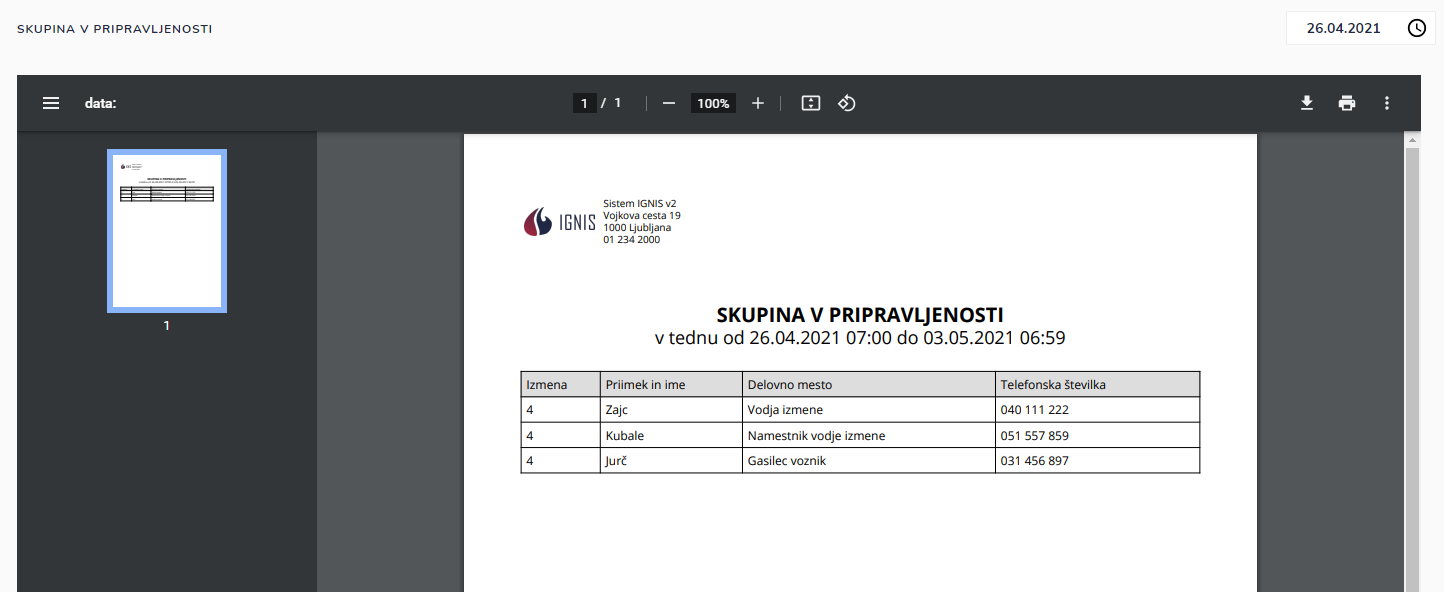 SKUPINA V PRIPRAVLJENOSTI
26.04.2021
data:
1 / 1
100%
1
IGNIS
Sistem IGNIS v2
Vojkova cesta 19
1000 Ljubljana
01 234 2000
SKUPINA V PRIPRAVLJENOSTI
v tednu od 26.04.2021 07:00 do 03.05.2021 06:59
Izmena Priimek in ime Delovno mesto Telefonska številka
4 Zajc Vodja izmene 040 111 222
4 Kubale Namestnik vodje izmene 051 557 859
4 Jurč Gasilec voznik 031 456 897